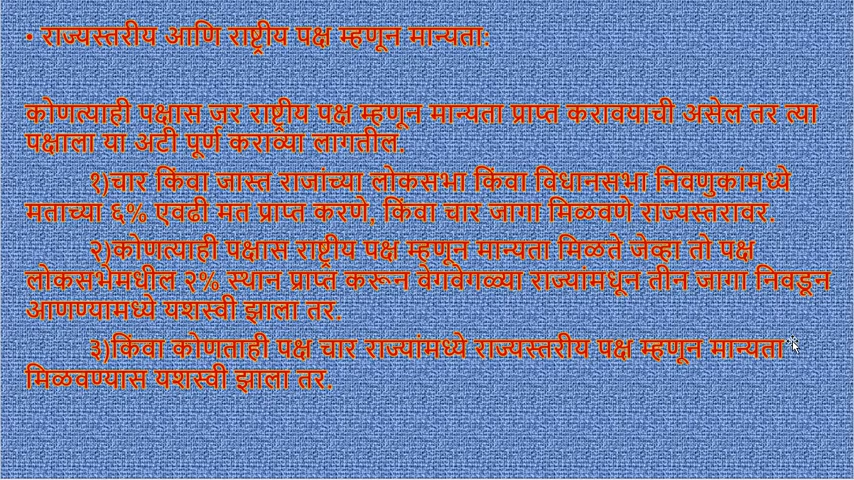 • राज्यस्तरीय आणि राष्ट्रीय पक्ष म्हणून मान्यता:
कोणत्याही पक्षास जर राष्ट्रीय पक्ष म्हणून मान्यता प्राप्त करावयाची असेल तर त्या
पक्षाला या अटी पूर्ण कराव्या लागतील.
१)चार किंवा जास्त राजांच्या लोकसभा किंवा विधानसभा निवणुकांमध्ये
मताच्या ६% एवढी मत प्राप्त करणे, किंवा चार जागा मिळवणे राज्यस्तरावर.
२)कोणत्याही पक्षास राष्ट्रीय पक्ष म्हणून मान्यता मिळते जेव्हा तो पक्ष
लोकसभेमधील २% स्थान प्राप्त करून वेगवेगळ्या राज्यांमधून तीन जागा निवडून
आणण्यामध्ये यशस्वी झाला तर.
३)किंवा कोणताही पक्ष चार राज्यांमध्ये राज्यस्तरीय पक्ष म्हणून मान्यता
मिळवण्यास यशस्वी झाला तर.